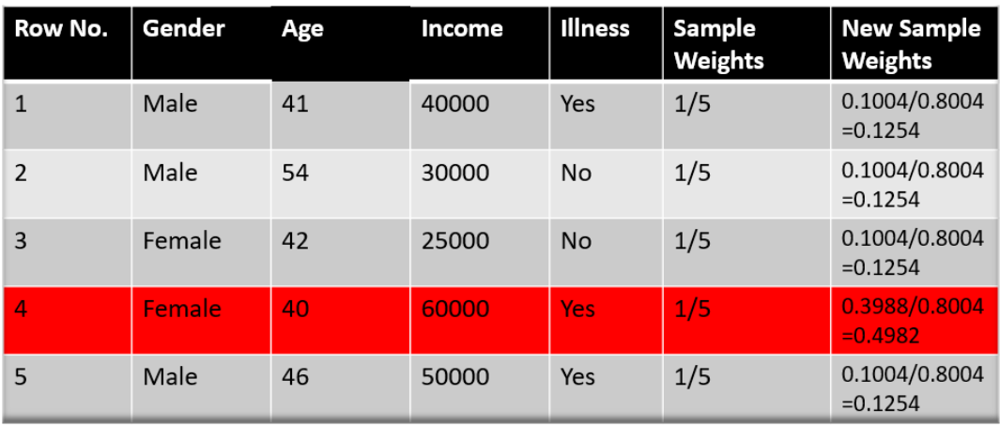 Row No. Gender Age Income Illness Sample Weights New Sample Weights
1 Male 41 40000 Yes 1/5 0.1004/0.8004 =0.1254
2 Male 54 30000 No 1/5 0.1004/0.8004 =0.1254
3 Female 42 25000 No 1/5 0.1004/0.8004 =0.1254
4 Female 40 60000 Yes 1/5 0.3988/0.8004 =0.4982
5 Male 46 50000 Yes 1/5 0.1004/0.8004 =0.1254